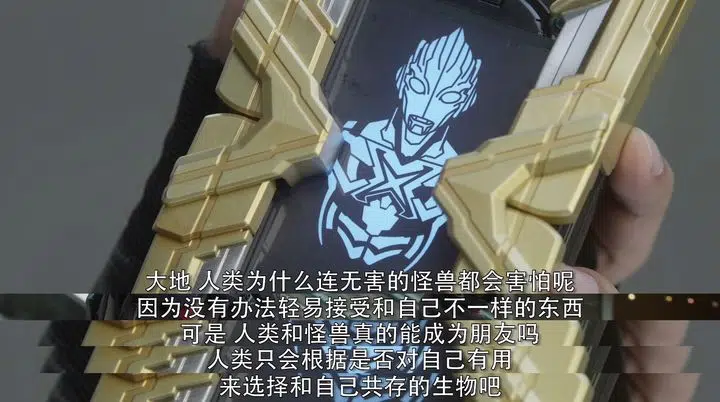 大地 人类为什么连无害的怪兽都会害怕呢
因为没有办法轻易接受和自己不一样的东西
可是 人类和怪兽真的能成为朋友吗
人类只会根据是否对自己有用
来选择和自己共存的生物吧